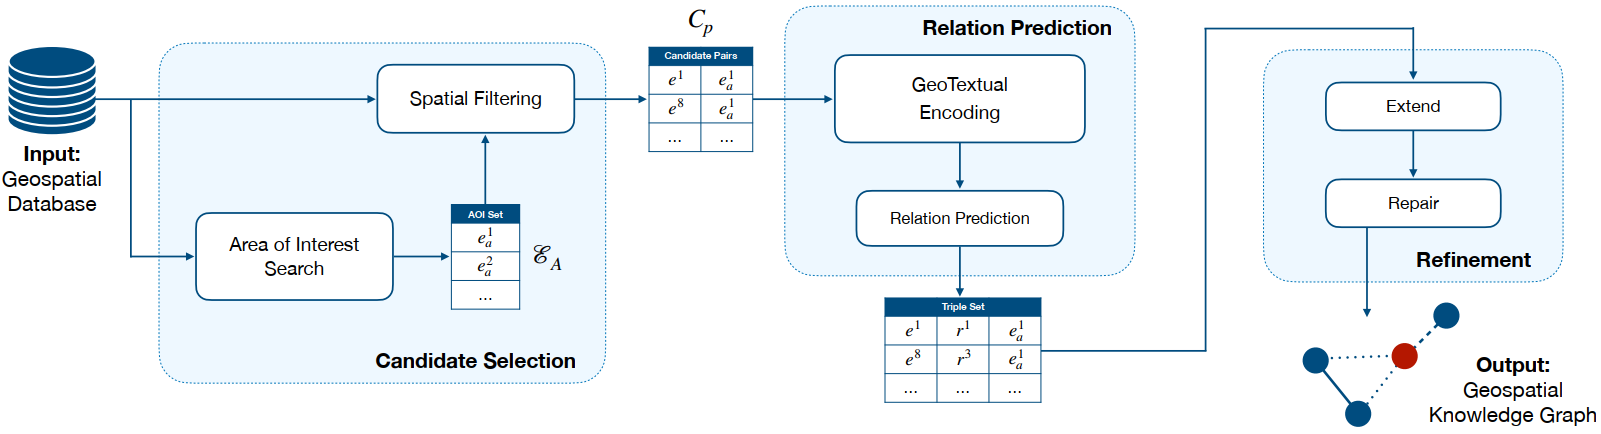 Input:
Geospatial
Database
Spatial Filtering
Area of Interest
Search
AOI Set
e_a^1
e_a^2
...
ℰ_A
Candidate Selection
C_p
Candidate Pairs
e^1 e_a^1
e^8 e_a^1
... ...
Relation Prediction
GeoTextual
Encoding
Relation Prediction
Triple Set
e^1 r^1 e_a^1
e^8 r^3 e_a^1
... ... ...
Extend
Repair
Refinement
Output:
Geospatial
Knowledge Graph